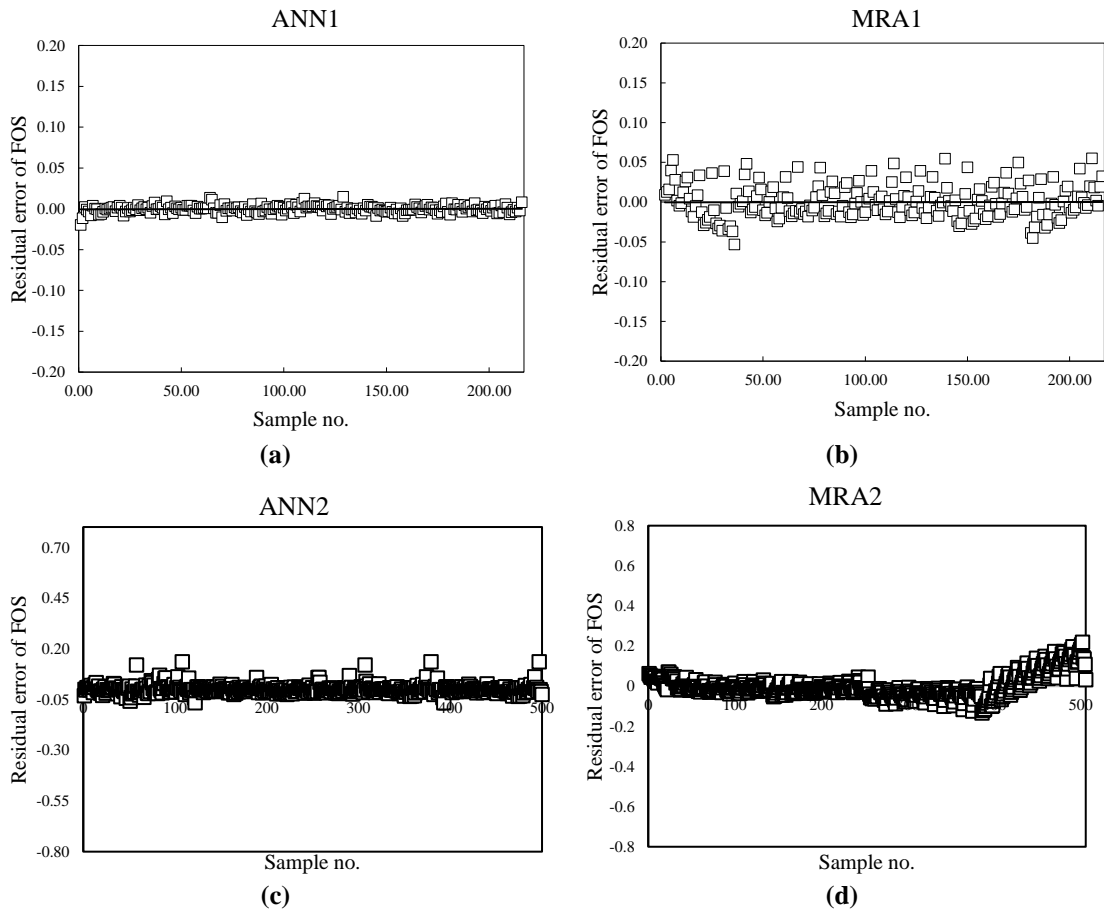 ANN1
0.20
0.15
0.10
0.05
0.00
-0.05
-0.10
-0.15
-0.20
Residual error of FOS
0.00 50.00 100.00 150.00 200.00
Sample no.
(a)
MRA1
0.20
0.15
0.10
0.05
0.00
-0.05
-0.10
-0.15
-0.20
Residual error of FOS
0.00 50.00 100.00 150.00 200.00
Sample no.
(b)
ANN2
0.70
0.45
0.20
-0.05
-0.30
-0.55
-0.80
Residual error of FOS
0 100 200 300 400 500
Sample no.
(c)
MRA2
0.8
0.6
0.4
0.2
0
-0.2
-0.4
-0.6
-0.8
Residual error of FOS
0 100 200 500
Sample no.
(d)